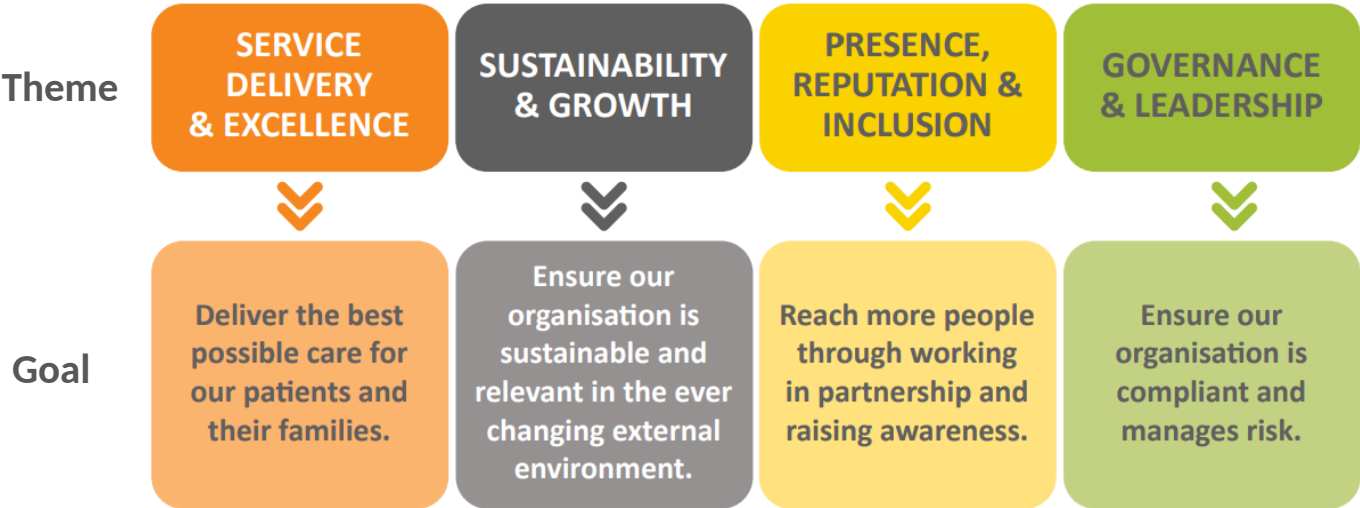 Theme
SERVICE
DELIVERY
& EXCELLENCE
SUSTAINABILITY
& GROWTH
PRESENCE,
REPUTATION &
INCLUSION
GOVERNANCE
& LEADERSHIP
Goal
Deliver the best
possible care for
our patients and
their families.
Ensure our
organisation is
sustainable and
relevant in the ever
changing external
environment.
Reach more people
through working
in partnership and
raising awareness.
Ensure our
organisation is
compliant and
manages risk.